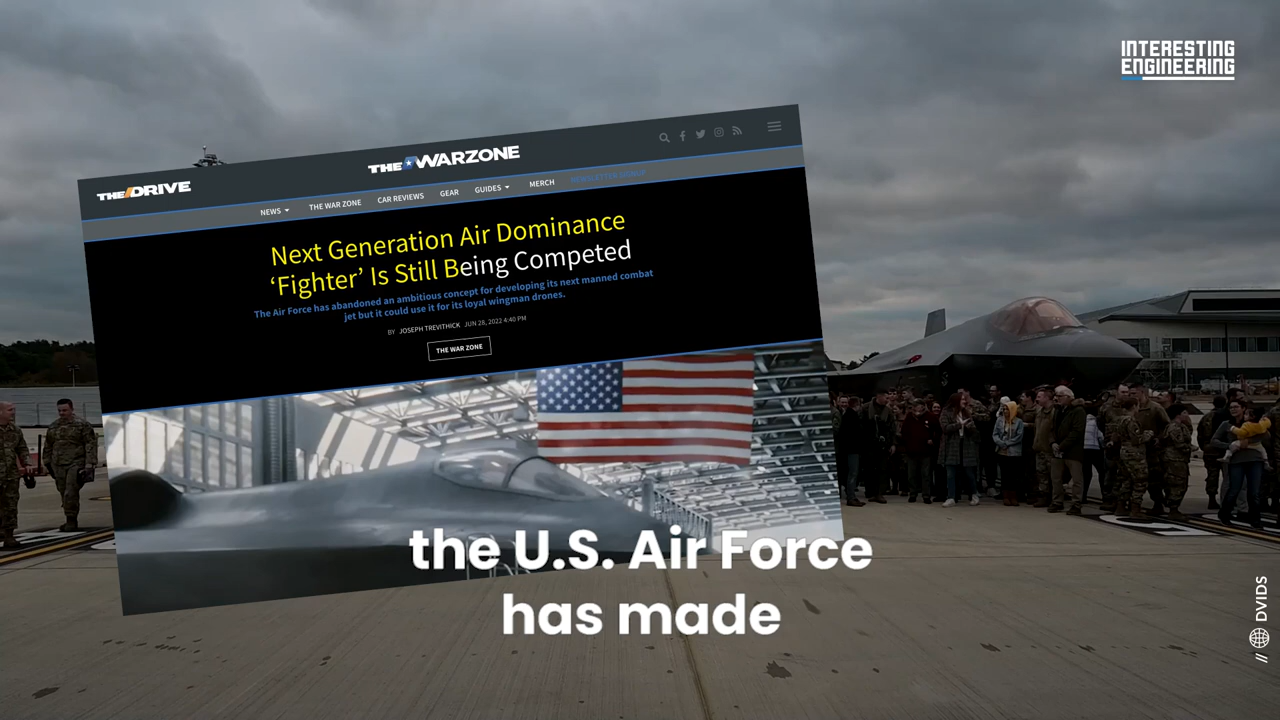 INTERESTING
ENGINEERING
THE DRIVE
THE WARZONE
NEWS
THE WAR ZONE
CAR REVIEWS
GEAR
GUIDES
MERCH
NEWSLETTER SIGNUP
Next Generation Air Dominance
‘Fighter’ Is Still Being Competed
The Air Force has abandoned an ambitious concept for developing its next manned combat
jet but it could use it for its loyal wingman drones.
BY JOSEPH TREVITHICK JUN 28, 2022 4:40 PM
THE WAR ZONE
the U.S. Air Force
has made
// DVIDS